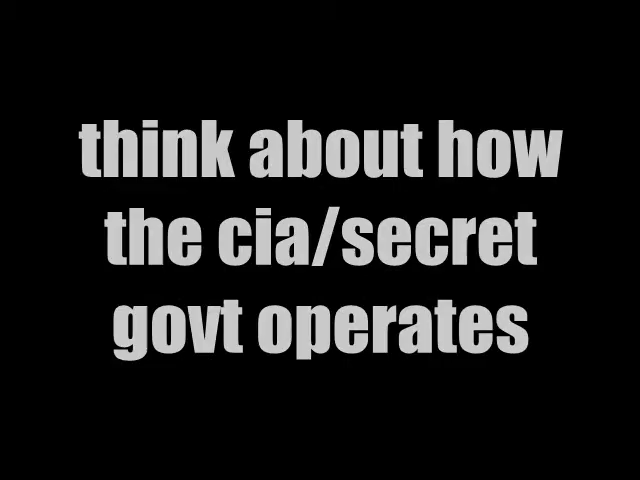 think about how
the cia/secret
govt operates